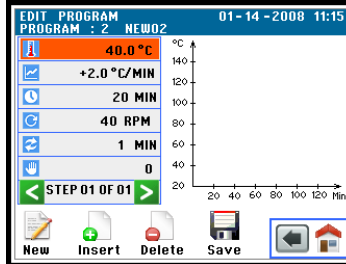 EDIT PROGRAM 01-14-2008 11:15
PROGRAM : 2 NEW02
40.0°C
+2.0°C/MIN
20 MIN
40 RPM
1 MIN
0
< STEP 01 OF 01 >
°C
140
120
100
80
60
40
20
20 40 60 80 100 120 Min
New Insert Delete Save